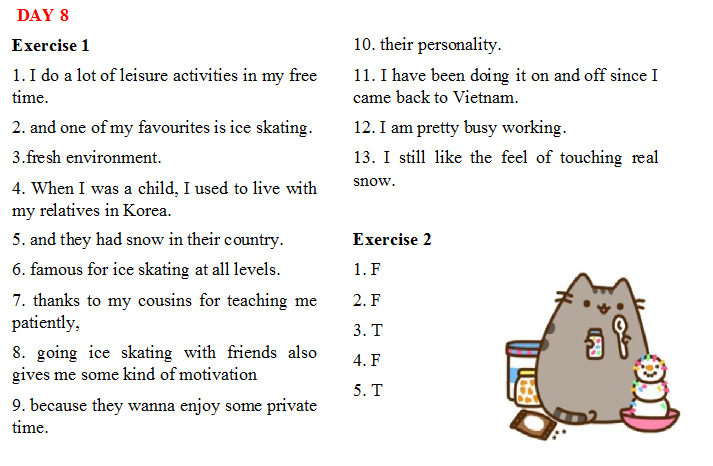 DAY 8
Exercise 1
1. I do a lot of leisure activities in my free
time.
2. and one of my favourites is ice skating.
3.fresh environment.
4. When I was a child, I used to live with
my relatives in Korea.
5. and they had snow in their country.
6. famous for ice skating at all levels.
7. thanks to my cousins for teaching me
patiently,
8. going ice skating with friends also
gives me some kind of motivation
9. because they wanna enjoy some private
time.
10. their personality.
11. I have been doing it on and off since I
came back to Vietnam.
12. I am pretty busy working.
13. I still like the feel of touching real
snow.
Exercise 2
1. F
2. F
3. T
4. F
5. T